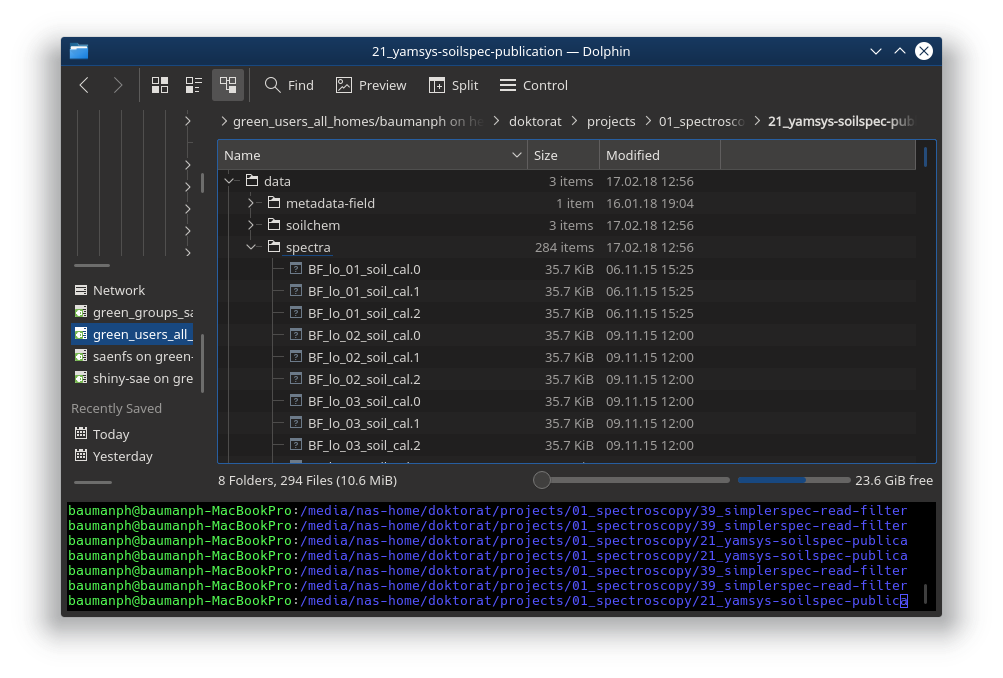 21_yamsys-soilspec-publication — Dolphin
Find Preview Split Control
green_users_all_homes/baumanph on he doktorat projects 01_spectrosco 21_yamsys-soilspec-pub
Name Size Modified
data 3 items 17.02.18 12:56
metadata-field 1 item 16.01.18 19:04
soilchem 3 items 17.02.18 12:56
spectra 284 items 17.02.18 12:56
BF_lo_01_soil_cal.0 35.7 KiB 06.11.15 15:25
BF_lo_01_soil_cal.1 35.7 KiB 06.11.15 15:25
BF_lo_01_soil_cal.2 35.7 KiB 06.11.15 15:25
BF_lo_02_soil_cal.0 35.7 KiB 09.11.15 12:00
BF_lo_02_soil_cal.1 35.7 KiB 09.11.15 12:00
BF_lo_02_soil_cal.2 35.7 KiB 09.11.15 12:00
BF_lo_03_soil_cal.0 35.7 KiB 09.11.15 12:00
BF_lo_03_soil_cal.1 35.7 KiB 09.11.15 12:00
BF_lo_03_soil_cal.2 35.7 KiB 09.11.15 12:00
Network
green_groups_sa
green_users_all_
saenfs on green-
shiny-sae on gre
Recently Saved
Today
Yesterday
8 Folders, 294 Files (10.6 MiB) 23.6 GiB free
baumanph@baumanph-MacBookPro:/media/nas-home/doktorat/projects/01_spectroscopy/39_simplerspec-read-filter
baumanph@baumanph-MacBookPro:/media/nas-home/doktorat/projects/01_spectroscopy/39_simplerspec-read-filter
baumanph@baumanph-MacBookPro:/media/nas-home/doktorat/projects/01_spectroscopy/21_yamsys-soilspec-publica
baumanph@baumanph-MacBookPro:/media/nas-home/doktorat/projects/01_spectroscopy/21_yamsys-soilspec-publica
baumanph@baumanph-MacBookPro:/media/nas-home/doktorat/projects/01_spectroscopy/39_simplerspec-read-filter
baumanph@baumanph-MacBookPro:/media/nas-home/doktorat/projects/01_spectroscopy/39_simplerspec-read-filter
baumanph@baumanph-MacBookPro:/media/nas-home/doktorat/projects/01_spectroscopy/21_yamsys-soilspec-publica